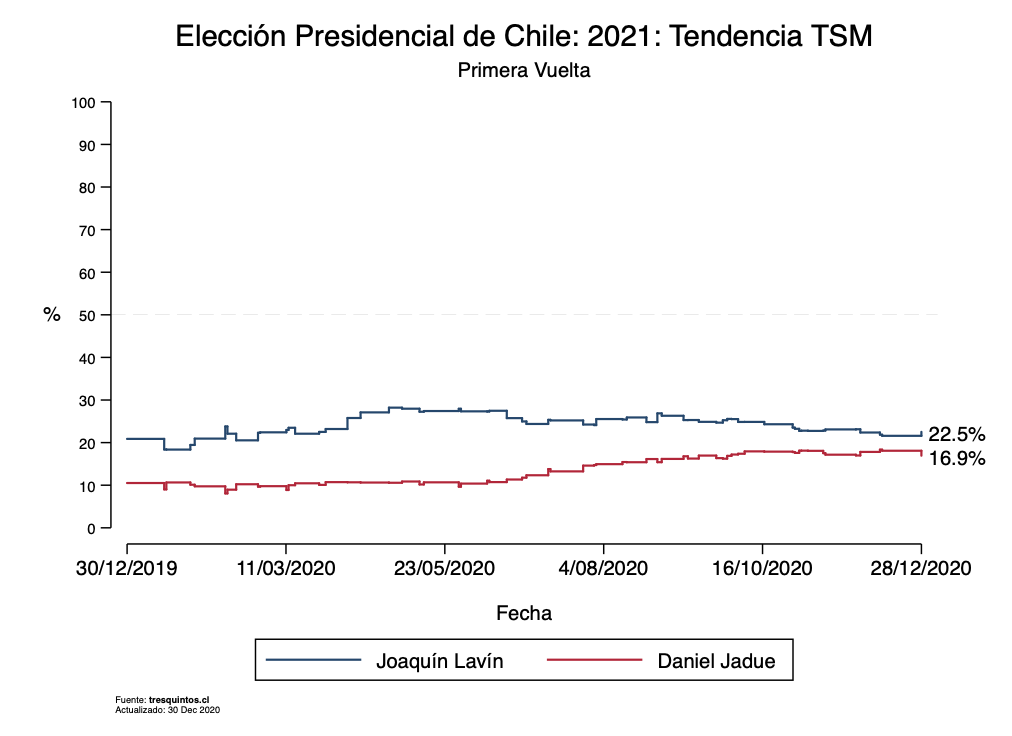 Elección Presidencial de Chile: 2021: Tendencia TSM
Primera Vuelta
100
90
80
70
60
% 50
40
30
20
10
0
22.5%
16.9%
30/12/2019 11/03/2020 23/05/2020 4/08/2020 16/10/2020 28/12/2020
Fecha
Joaquín Lavín Daniel Jadue
Fuente: tresquintos.cl
Actualizado: 30 Dec 2020